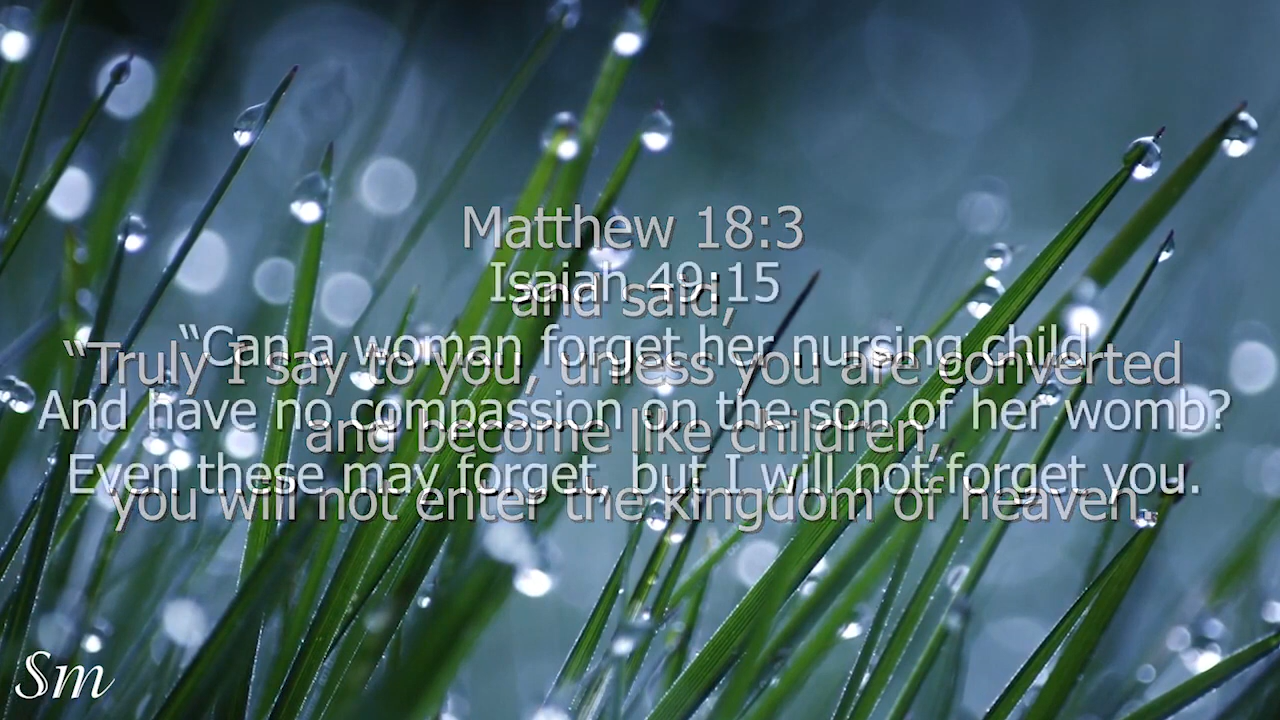 Matthew 18:3
and said,
“Truly I say to you, unless you are converted
and become like children,
you will not enter the kingdom of heaven.
Isaiah 49:15
“Can a woman forget her nursing child
And have no compassion on the son of her womb?
Even these may forget, but I will not forget you.
Sm